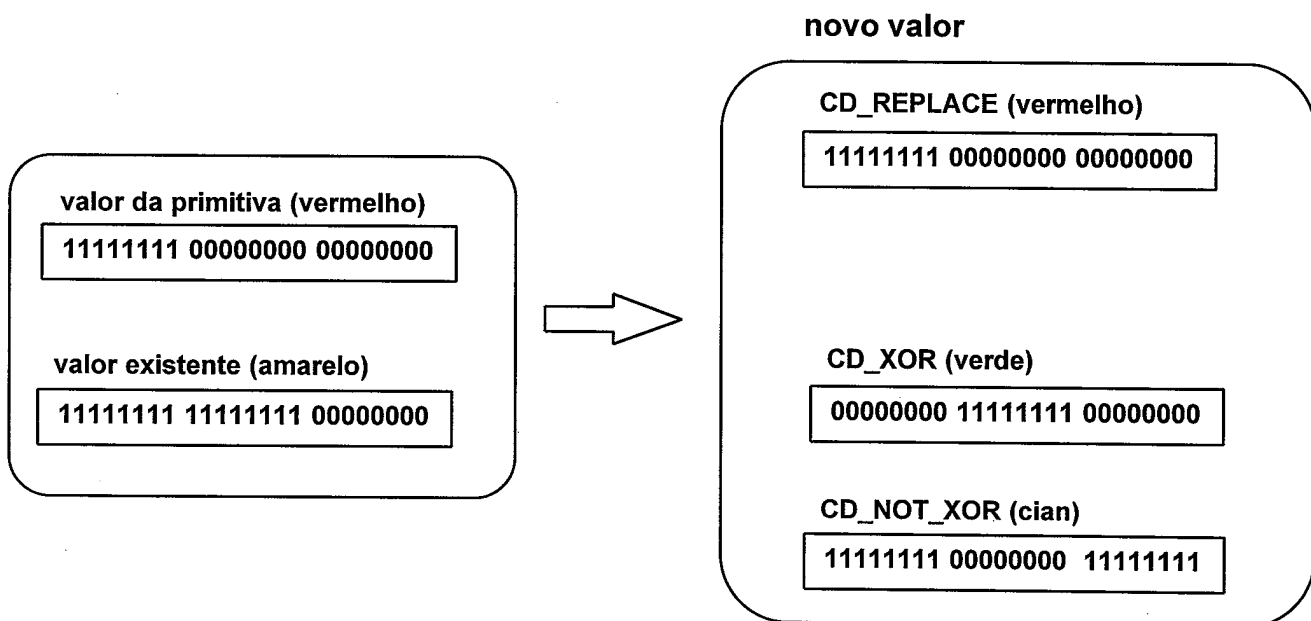 novo valor
CD_REPLACE (vermelho)
11111111 00000000 00000000
valor da primitiva (vermelho)
11111111 00000000 00000000
valor existente (amarelo)
11111111 11111111 00000000
CD_XOR (verde)
00000000 11111111 00000000
CD_NOT_XOR (cian)
11111111 00000000 11111111